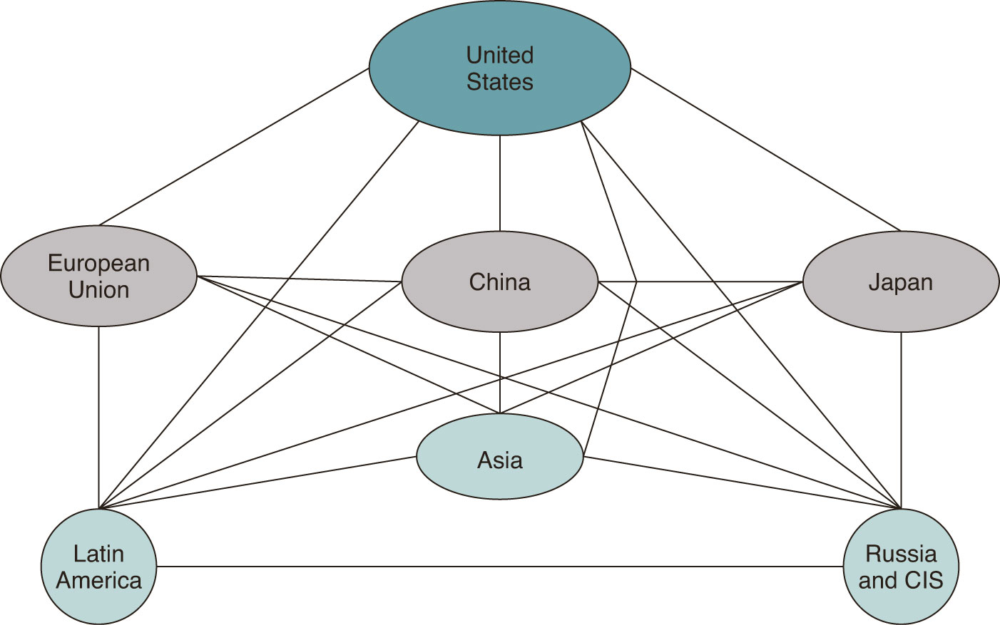 United
States
European
Union
China
Japan
Asia
Latin
America
Russia
and CIS